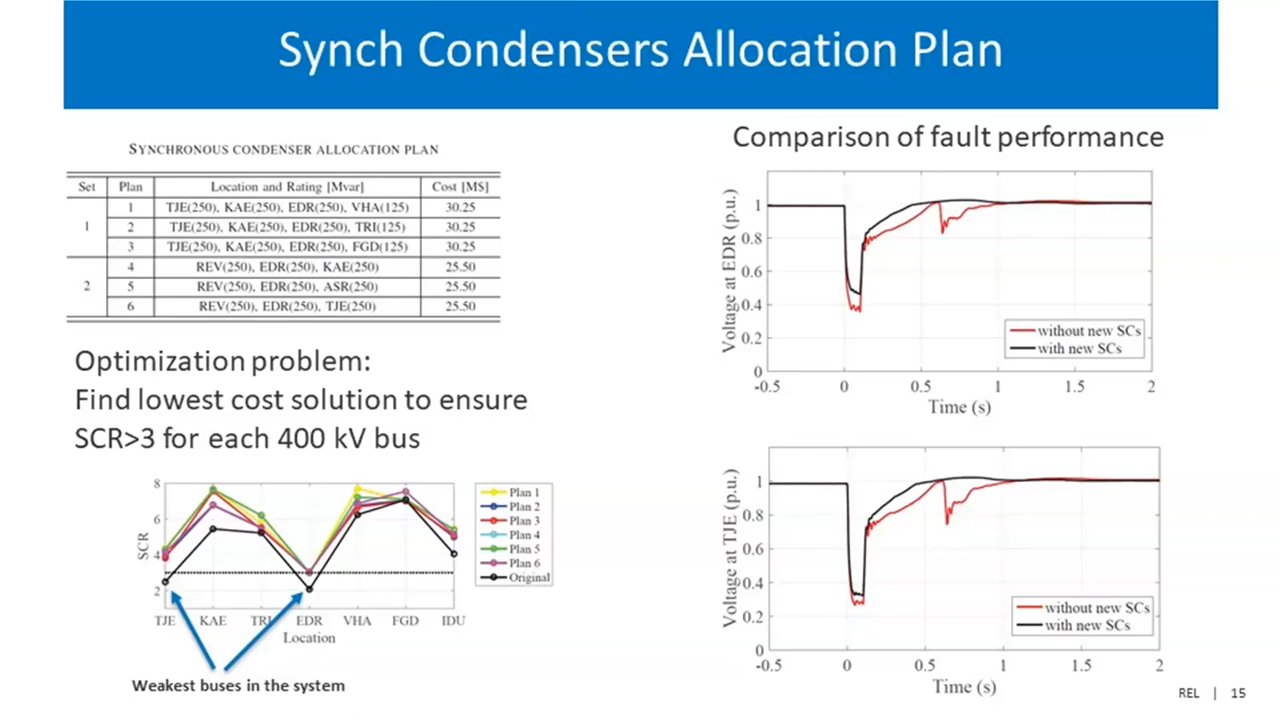 Synch Condensers Allocation Plan
SYNCHRONOUS CONDENSER ALLOCATION PLAN
Set Plan Location and Rating [Mvar] Cost [M$]
1
1 TJE(250), KAE(250), EDR(250), VHA(125) 30.25
2 TJE(250), KAE(250), EDR(250), TRI(125) 30.25
3 TJE(250), KAE(250), EDR(250), FGD(125) 30.25
2
4 REV(250), EDR(250), KAE(250) 25.50
5 REV(250), EDR(250), ASR(250) 25.50
6 REV(250), EDR(250), TJE(250) 25.50
Optimization problem:
Find lowest cost solution to ensure
SCR>3 for each 400 kV bus
8
6
4
2
SCR
TJE KAE TRI EDR VHA FGD IDU
Location
Plan 1
Plan 2
Plan 3
Plan 4
Plan 5
Plan 6
Original
Weakest buses in the system
Comparison of fault performance
Voltage at EDR (p.u.)
1
0.8
0.6
0.4
0.2
0
without new SCs
with new SCs
-0.5 0 0.5 1 1.5 2
Time (s)
Voltage at TJE (p.u.)
1
0.8
0.6
0.4
0.2
0
without new SCs
with new SCs
-0.5 0 0.5 1 1.5 2
Time (s)
REL | 15